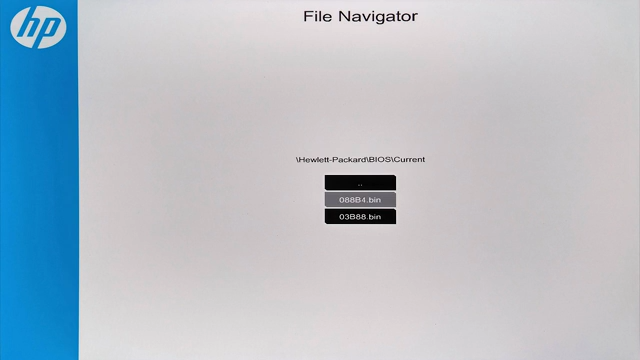 hp
File Navigator
\Hewlett-Packard\BIOS\Current
..
088B4.bin
03B88.bin